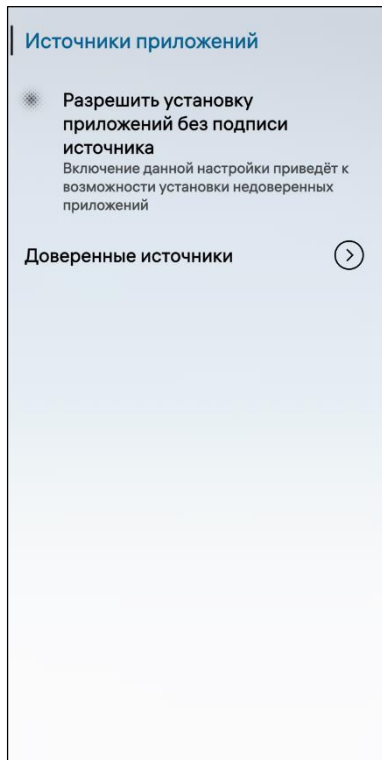 Источники приложений
Разрешить установку
приложений без подписи
источника
Включение данной настройки приведёт к
возможности установки недоверенных
приложений
Доверенные источники